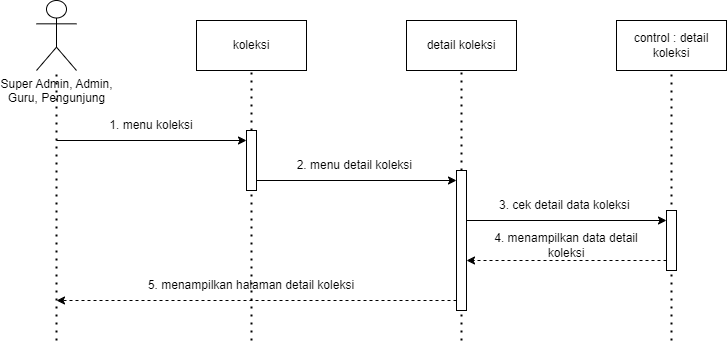 koleksi
detail koleksi
control : detail
koleksi
Super Admin, Admin,
Guru, Pengunjung
1. menu koleksi
2. menu detail koleksi
3. cek detail data koleksi
4. menampilkan data detail
koleksi
5. menampilkan halaman detail koleksi